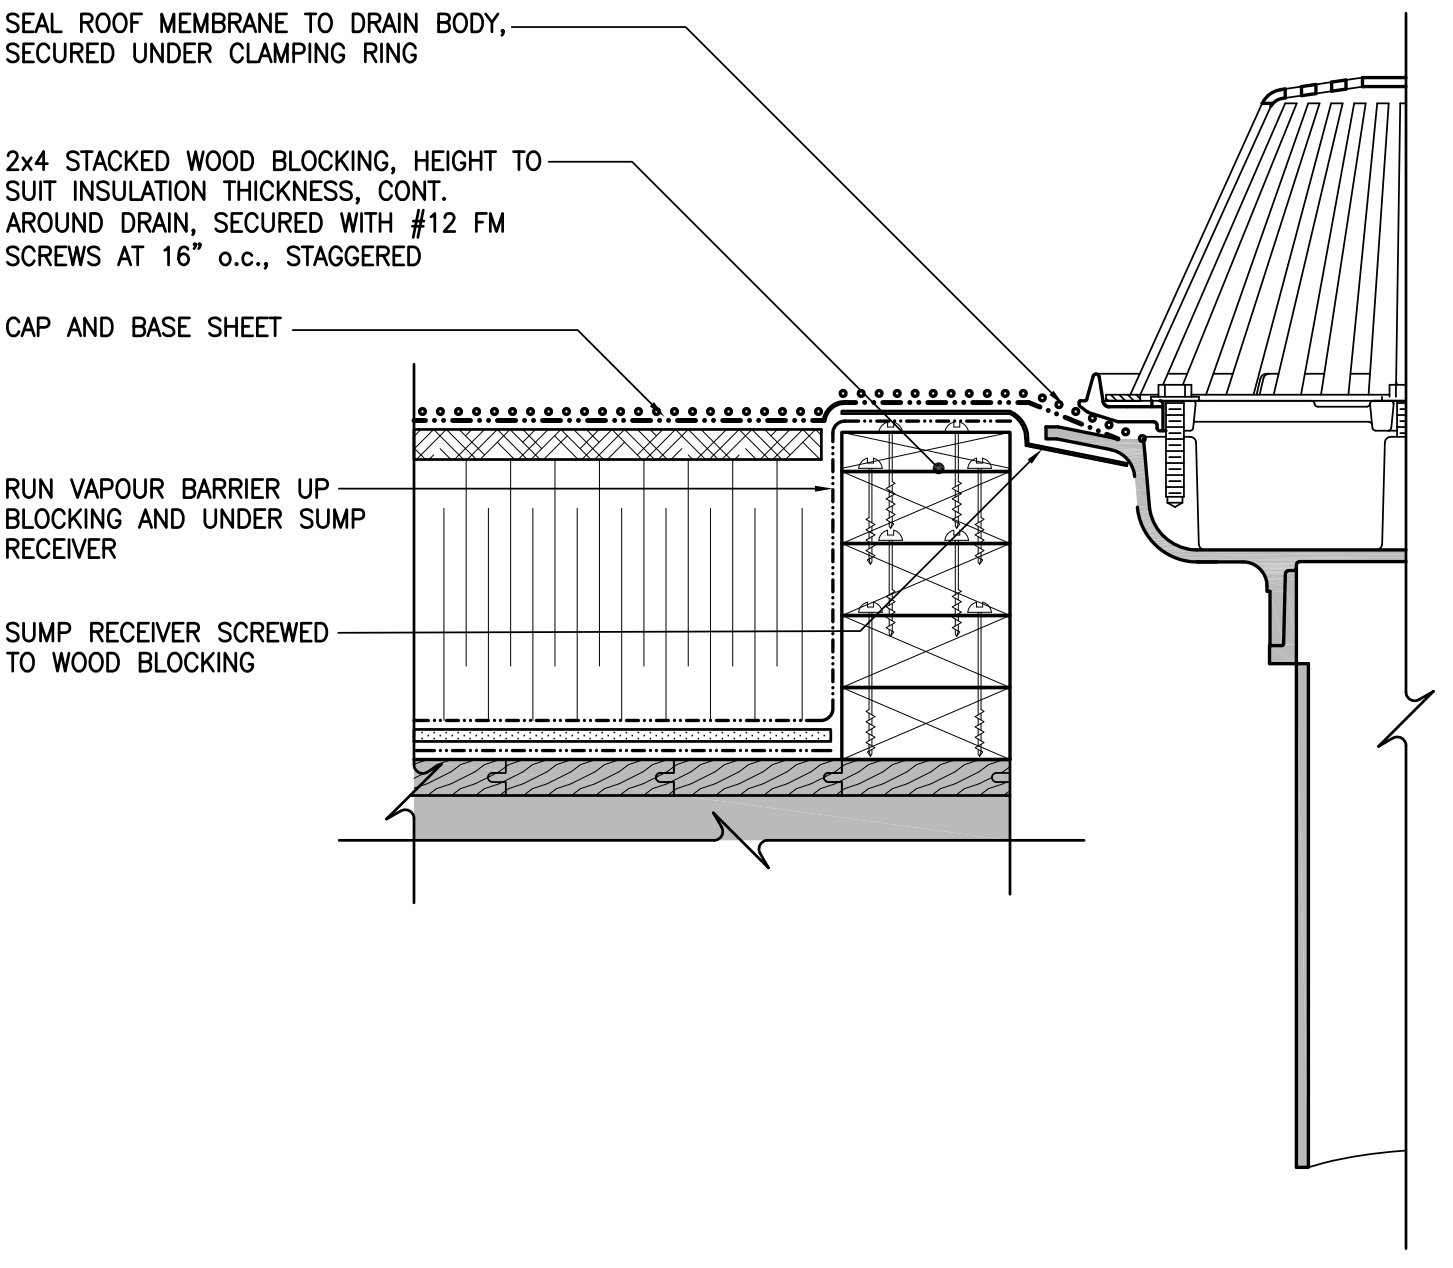 SEAL ROOF MEMBRANE TO DRAIN BODY,
SECURED UNDER CLAMPING RING
2x4 STACKED WOOD BLOCKING, HEIGHT TO
SUIT INSULATION THICKNESS, CONT.
AROUND DRAIN, SECURED WITH #12 FM
SCREWS AT 16" o.c., STAGGERED
CAP AND BASE SHEET
RUN VAPOUR BARRIER UP
BLOCKING AND UNDER SUMP
RECEIVER
SUMP RECEIVER SCREWED
TO WOOD BLOCKING